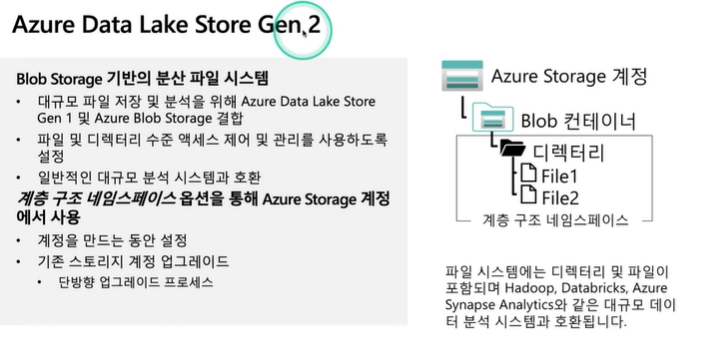 Azure Data Lake Store Gen 2
Blob Storage 기반의 분산 파일 시스템
• 대규모 파일 저장 및 분석을 위해 Azure Data Lake Store
Gen 1 및 Azure Blob Storage 결합
• 파일 및 디렉터리 수준 액세스 제어 및 관리를 사용하도록
설정
• 일반적인 대규모 분석 시스템과 호환
계층 구조 네임스페이스 옵션을 통해 Azure Storage 계정
에서 사용
• 계정을 만드는 동안 설정
• 기존 스토리지 계정 업그레이드
• 단방향 업그레이드 프로세스
Azure Storage 계정
Blob 컨테이너
디렉터리
File1
File2
계층 구조 네임스페이스
파일 시스템에는 디렉터리 및 파일이
포함되며 Hadoop, Databricks, Azure
Synapse Analytics와 같은 대규모 데이
터 분석 시스템과 호환됩니다.